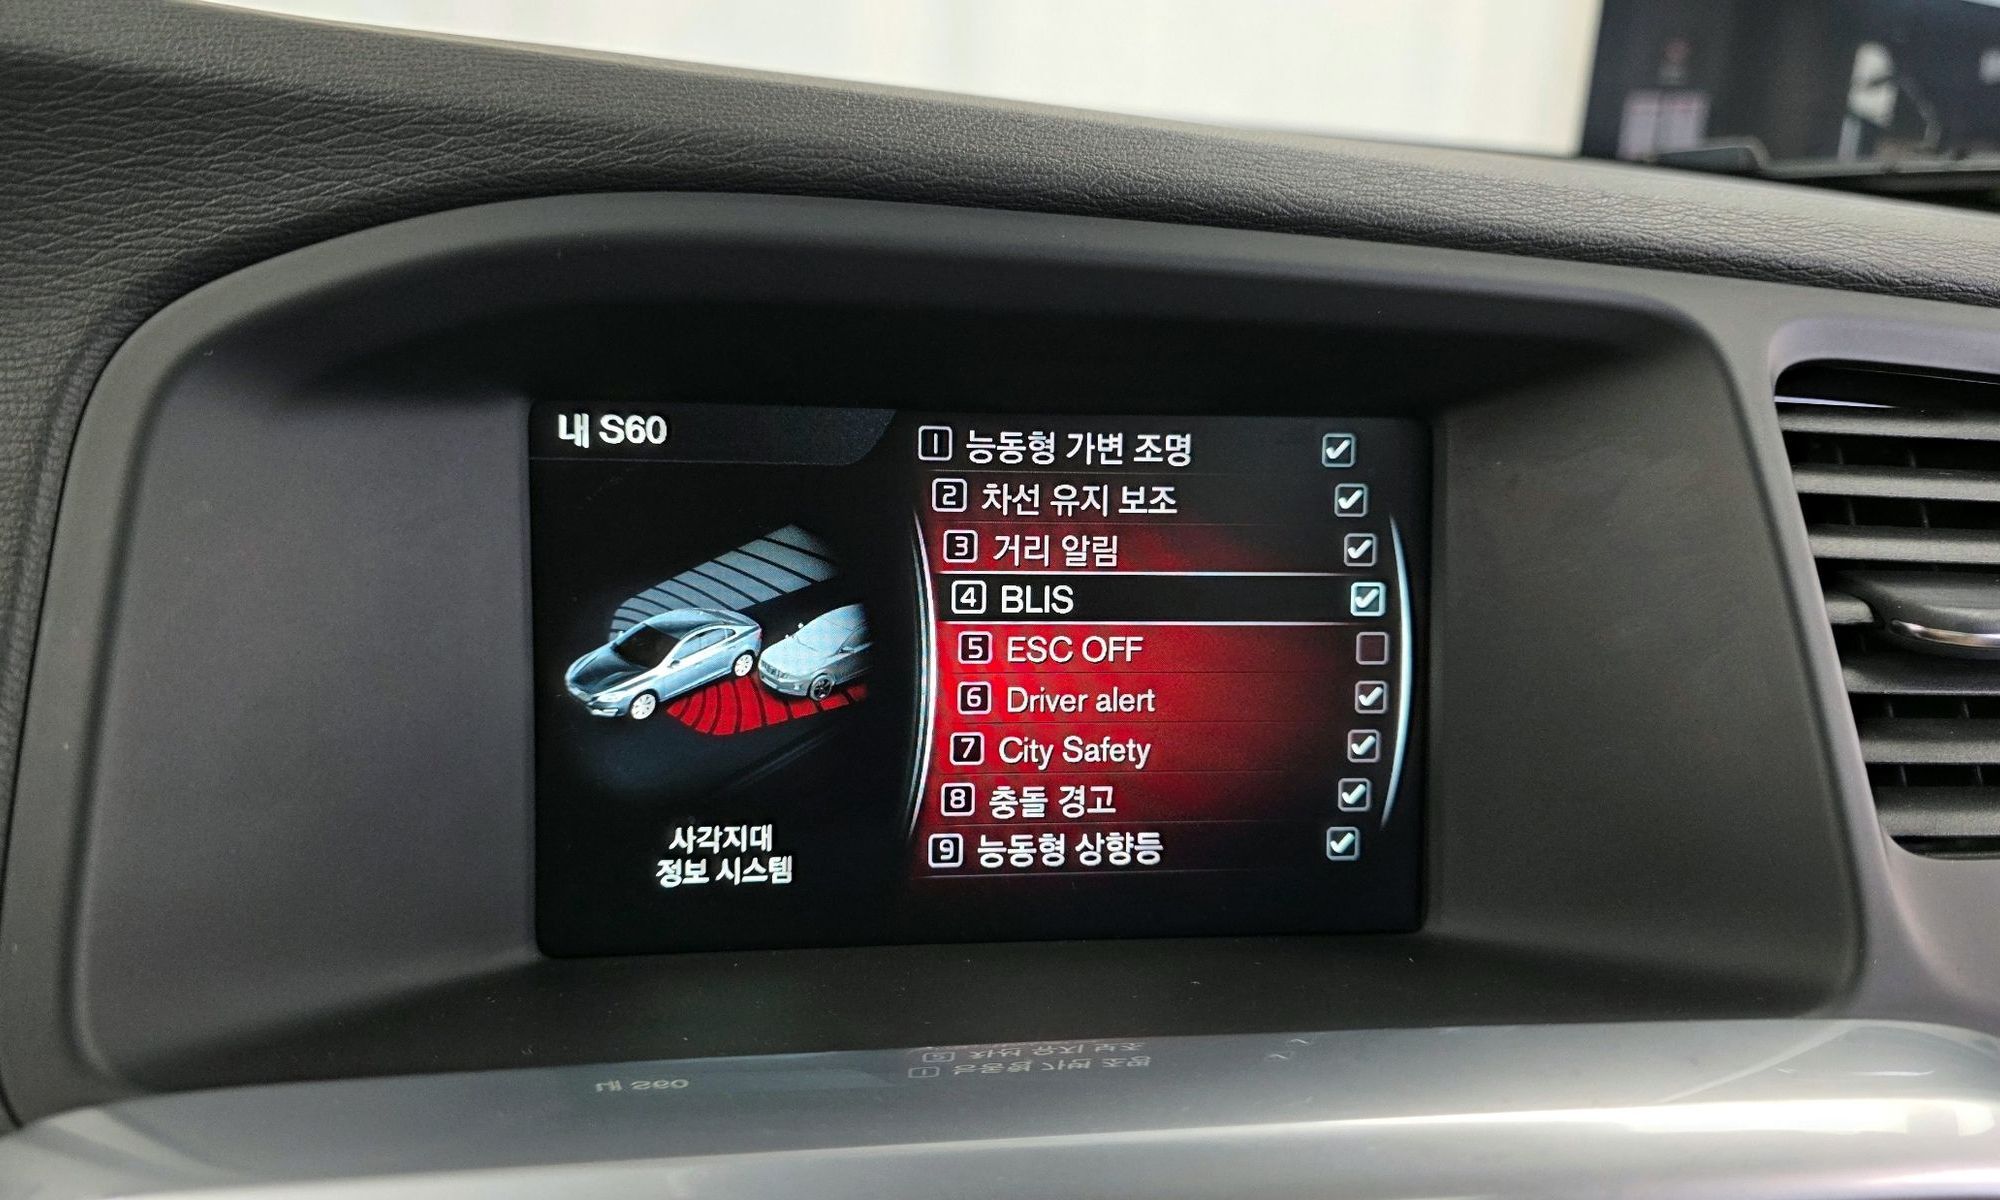 내 S60
1 능동형 가변 조명
2 차선 유지 보조
3 거리 알림
4 BLIS
5 ESC OFF
6 Driver alert
7 City Safety
8 충돌 경고
9 능동형 상향등
사각지대
정보 시스템